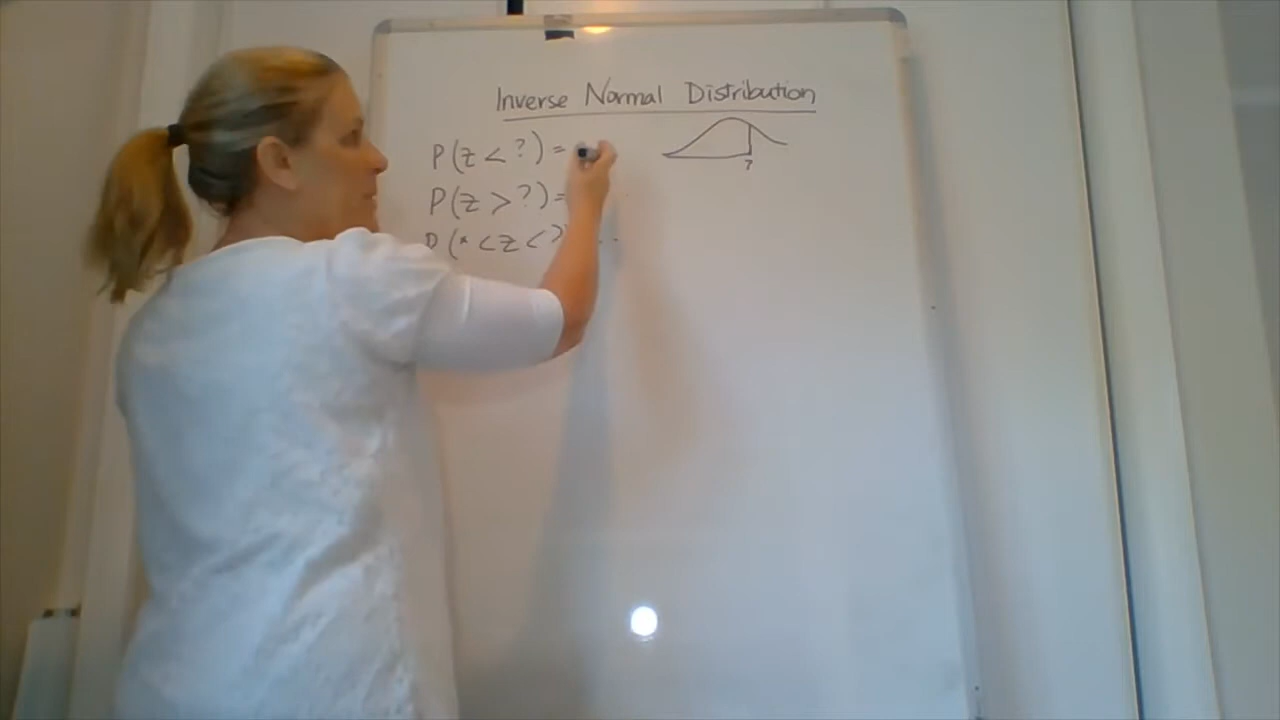 Inverse Normal Distribution
P(z < ?) =
P(z > ?) =
P(* < z < ?)
?